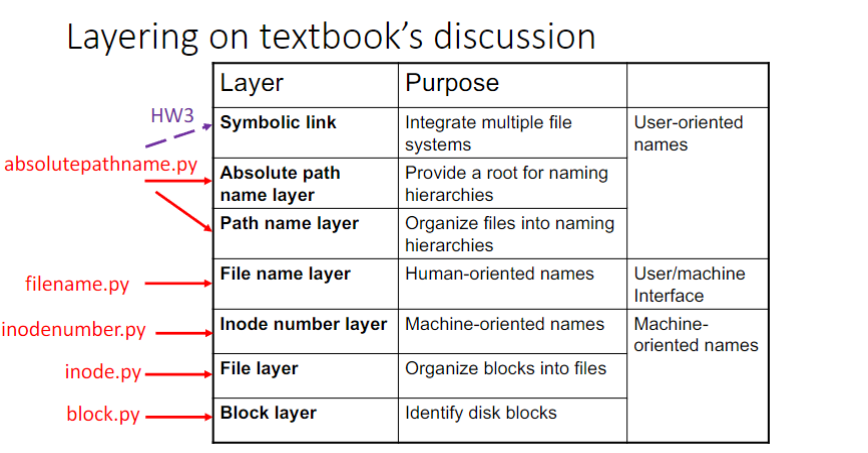 Layering on textbook's discussion
Layer Purpose
HW3
Symbolic link Integrate multiple file User-oriented
systems names
absolutepathname.py
Absolute path Provide a root for naming
name layer hierarchies
Path name layer Organize files into naming
hierarchies
filename.py
File name layer Human-oriented names User/machine
Interface
inodenumber.py
Inode number layer Machine-oriented names Machine-
oriented names
inode.py
File layer Organize blocks into files
block.py
Block layer Identify disk blocks